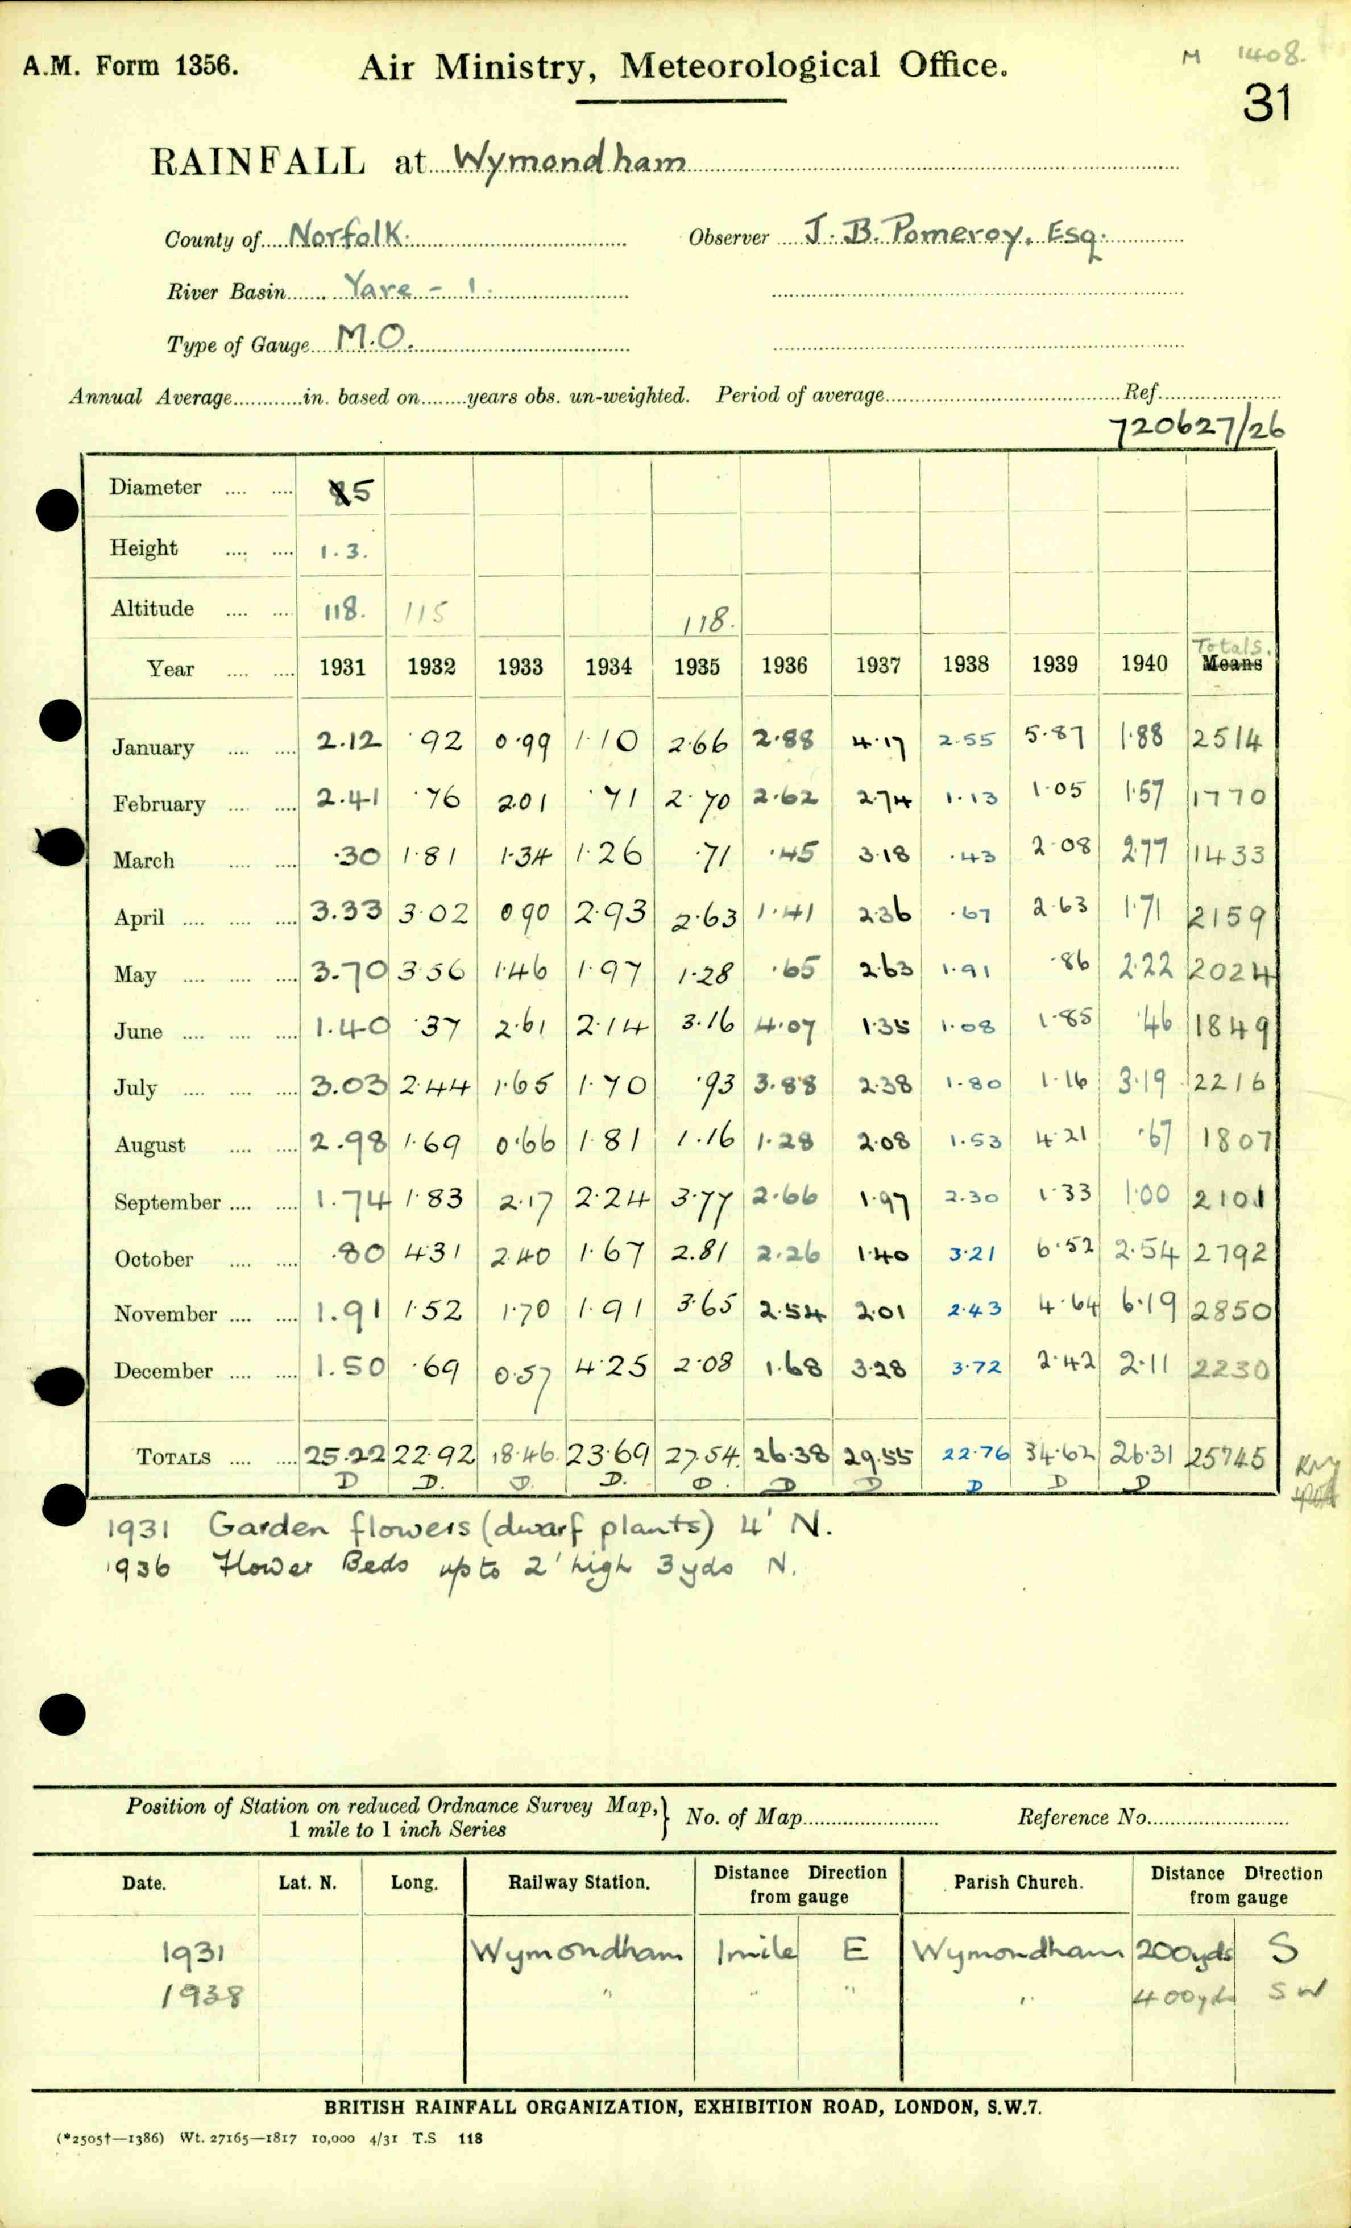 A.M. Form 1356.
Air Ministry, Meteorological Office.
M 1408.
31
RAINFALL at Wymondham
County of Norfolk. Observer J. B. Pomeroy, Esq.
River Basin Yare - 1.
Type of Gauge M.O.
Annual Average............in. based on........years obs. un-weighted. Period of average.................... Ref....................
720627/26
Diameter .... .... 5
Height .... .... 1.3.
Altitude .... .... 118. 115 118.
Totals.
Year .... .... 1931 1932 1933 1934 1935 1936 1937 1938 1939 1940 Means
January .... .... 2.12 .92 0.99 1.10 2.66 2.88 4.17 2.55 5.87 1.88 2514
February .... .... 2.41 .76 2.01 .71 2.70 2.62 2.74 1.13 1.05 1.57 1770
March .... .... .30 1.81 1.34 1.26 .71 .45 3.18 .43 2.08 2.77 1433
April .... .... .... 3.33 3.02 0.90 2.93 2.63 1.41 2.36 .67 2.63 1.71 2159
May .... .... .... 3.70 3.56 1.46 1.97 1.28 .65 2.63 1.91 .86 2.22 2024
June .... .... .... 1.40 .37 2.61 2.14 3.16 4.07 1.35 1.08 1.85 .46 1849
July .... .... .... 3.03 2.44 1.65 1.70 .93 3.88 2.38 1.80 1.16 3.19 2216
August .... .... 2.98 1.69 0.66 1.81 1.16 1.28 2.08 1.53 4.21 .67 1807
September .... .... 1.74 1.83 2.17 2.24 3.77 2.66 1.97 2.30 1.33 1.00 2101
October .... .... .80 4.31 2.40 1.67 2.81 2.26 1.40 3.21 6.52 2.54 2792
November .... .... 1.91 1.52 1.70 1.91 3.65 2.54 2.01 2.43 4.64 6.19 2850
December .... .... 1.50 .69 0.57 4.25 2.08 1.68 3.28 3.72 2.42 2.11 2230
TOTALS .... .... 25.22 22.92 18.46 23.69 27.54 26.38 29.55 22.76 34.62 26.31 25745
D D. D. D. D. D D D D D
1931 Garden flowers (dwarf plants) 4' N.
1936 Flower Beds up to 2' high 3 yds N.
Position of Station on reduced Ordnance Survey Map,} No. of Map.................... Reference No....................
1 mile to 1 inch Series
Date. Lat. N. Long. Railway Station. Distance Direction from gauge Parish Church. Distance Direction from gauge
1931 Wymondham 1 mile E Wymondham 200 yds S
1938 " " " " 400 yds SW
BRITISH RAINFALL ORGANIZATION, EXHIBITION ROAD, LONDON, S.W.7.
(*2505†—1386) Wt. 27165—1817 10,000 4/31 T.S 118